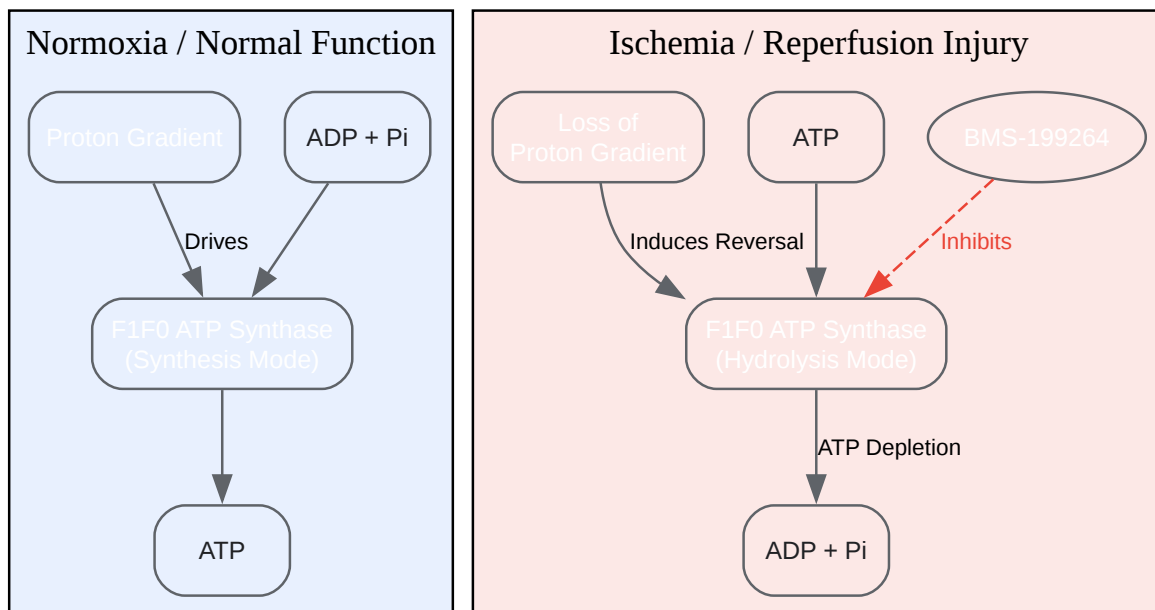 Normoxia / Normal Function
Proton Gradient
ADP + Pi
Drives
F1F0 ATP Synthase
(Synthesis Mode)
ATP
Ischemia / Reperfusion Injury
Loss of
Proton Gradient
ATP
BMS-199264
Induces Reversal
Inhibits
F1F0 ATP Synthase
(Hydrolysis Mode)
ATP Depletion
ADP + Pi